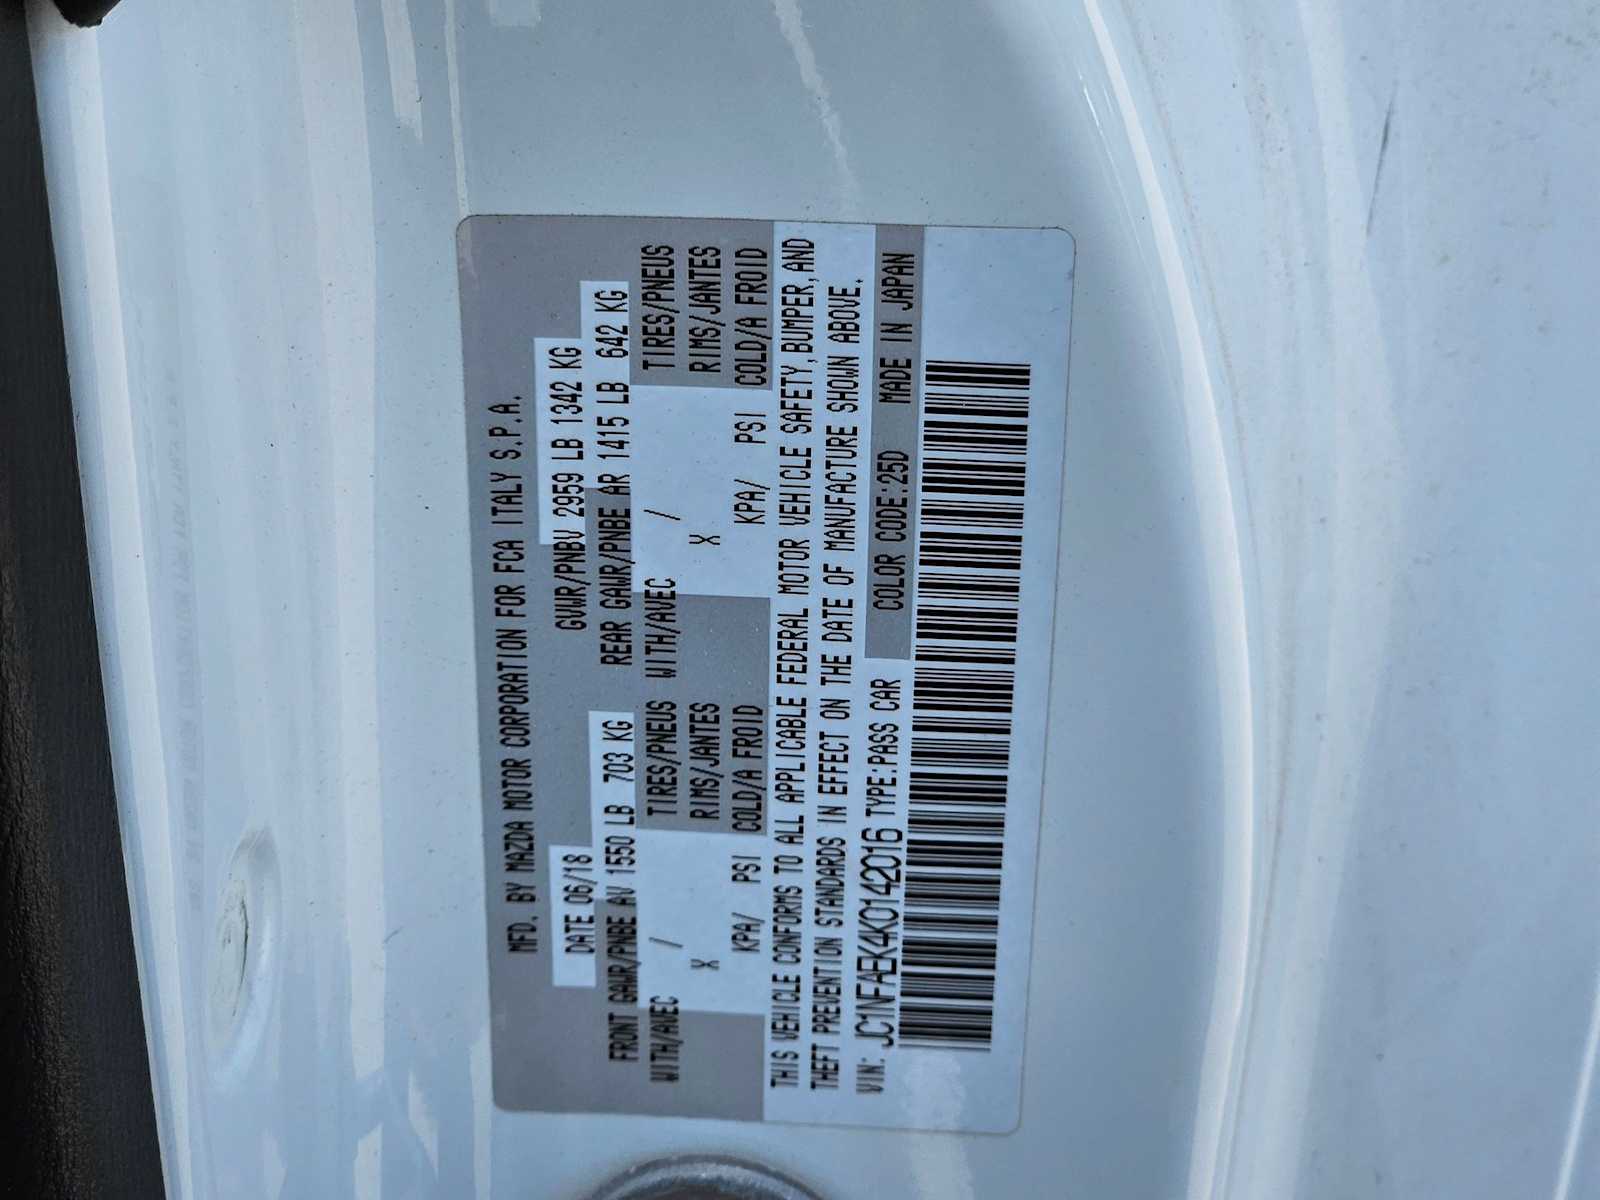 MFD. BY MAZDA MOTOR CORPORATION FOR FCA ITALY S.P.A.
DATE 06/18 GVWR/PNBV 2959 LB 1342 KG
FRONT GAWR/PNBE AV 1550 LB 703 KG REAR GAWR/PNBE AR 1415 LB 642 KG
WITH/AVEC / TIRES/PNEUS WITH/AVEC / TIRES/PNEUS
X RIMS/JANTES X RIMS/JANTES
KPA/ PSI COLD/A FROID KPA/ PSI COLD/A FROID
THIS VEHICLE CONFORMS TO ALL APPLICABLE FEDERAL MOTOR VEHICLE SAFETY, BUMPER, AND
THEFT PREVENTION STANDARDS IN EFFECT ON THE DATE OF MANUFACTURE SHOWN ABOVE.
VIN: JC1NFAEK4K0142016 TYPE:PASS CAR COLOR CODE:25D MADE IN JAPAN